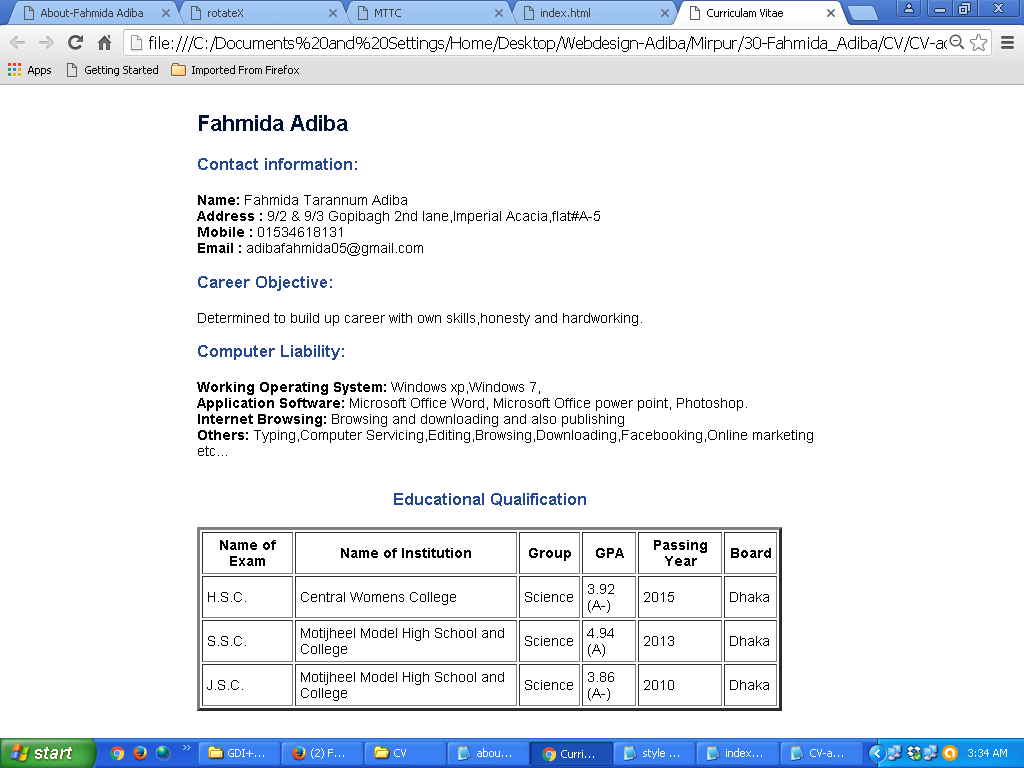 About-Fahmida Adiba
rotateX
MTTC
index.html
Curriculam Vitae
file:///C:/Documents%20and%20Settings/Home/Desktop/Webdesign-Adiba/Mirpur/30-Fahmida_Adiba/CV/CV-ac
Apps
Getting Started
Imported From Firefox
Fahmida Adiba
Contact information:
Name: Fahmida Tarannum Adiba
Address : 9/2 & 9/3 Gopibagh 2nd lane,Imperial Acacia,flat#A-5
Mobile : 01534618131
Email : adibafahmida05@gmail.com
Career Objective:
Determined to build up career with own skills,honesty and hardworking.
Computer Liability:
Working Operating System: Windows xp,Windows 7,
Application Software: Microsoft Office Word, Microsoft Office power point, Photoshop.
Internet Browsing: Browsing and downloading and also publishing
Others: Typing,Computer Servicing,Editing,Browsing,Downloading,Facebooking,Online marketing
etc...
Educational Qualification
Name of Exam Name of Institution Group GPA Passing Year Board
H.S.C. Central Womens College Science 3.92 (A-) 2015 Dhaka
S.S.C. Motijheel Model High School and College Science 4.94 (A) 2013 Dhaka
J.S.C. Motijheel Model High School and College Science 3.86 (A-) 2010 Dhaka
start
GDI+...
(2) F...
CV
abou...
Curri...
style ...
index...
CV-a...
3:34 AM